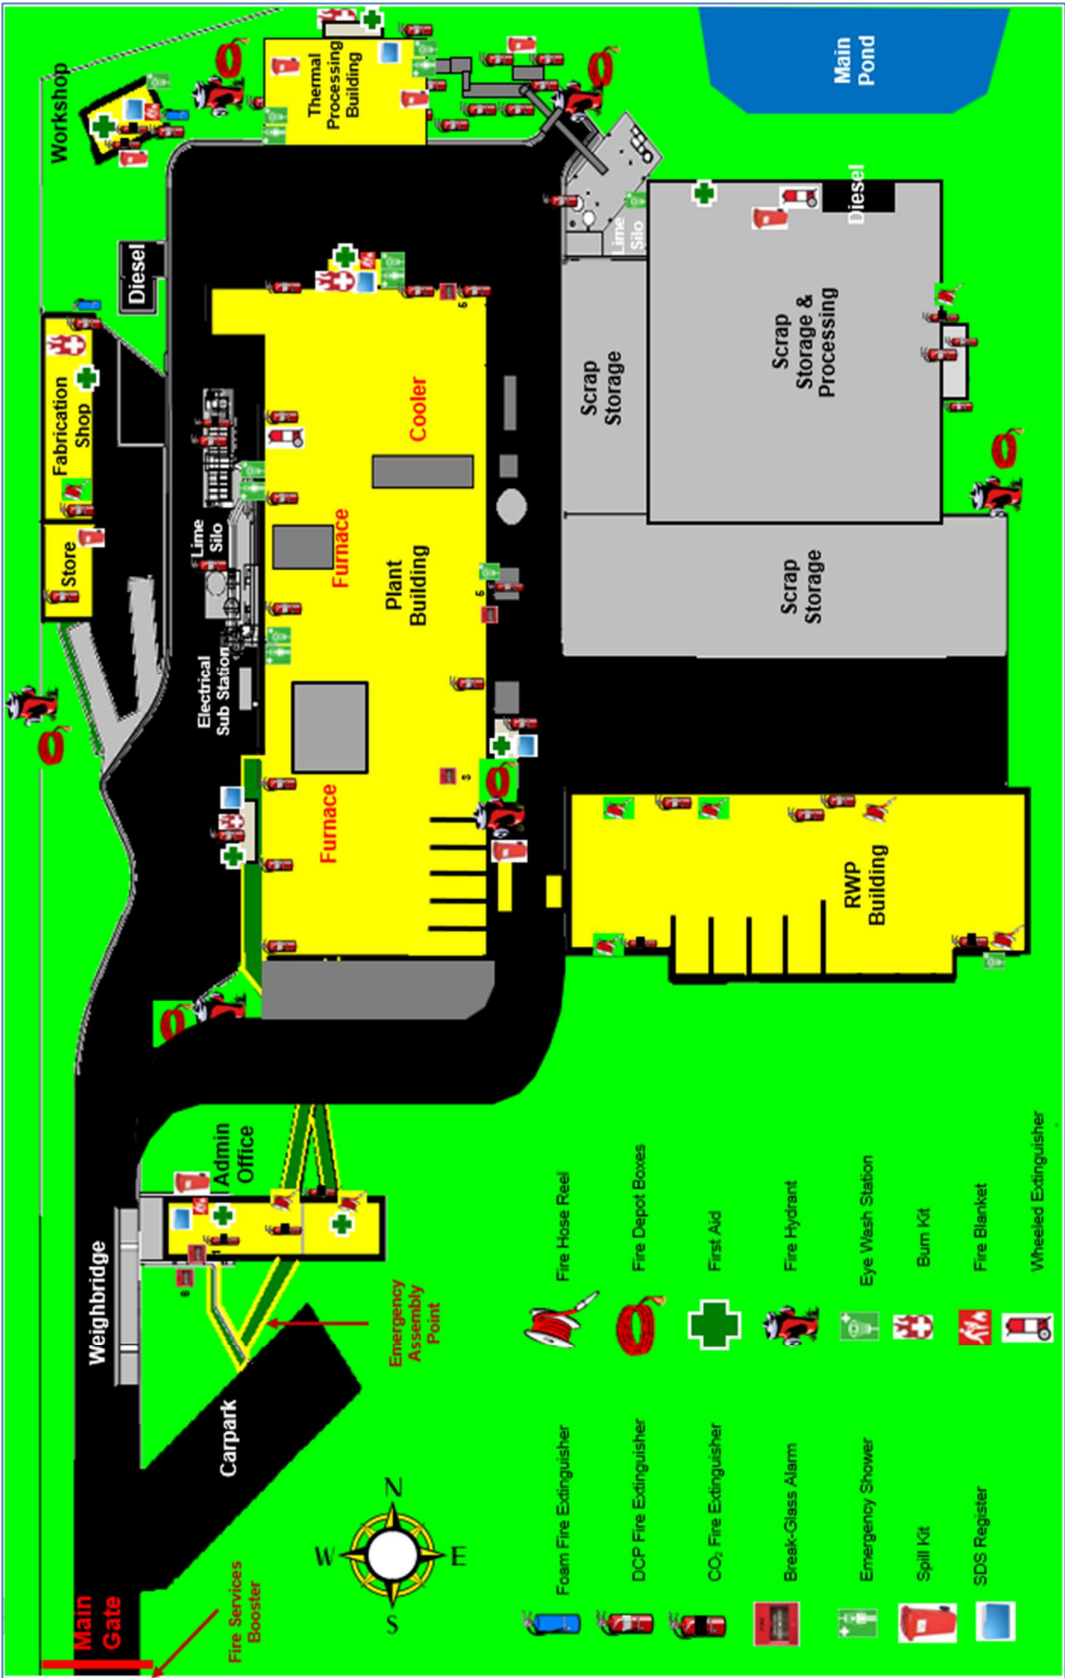 Main
Pond
Workshop
Thermal
Processing
Building
Diesel
Lime
Silo
Diesel
Scrap
Storage &
Processing
Scrap
Storage
Fabrication
Shop
Cooler
Store
Lime
Silo
Furnace
Plant
Building
5
5
Scrap
Storage
Electrical
Sub Station
Furnace
RWP
Building
Admin
Office
Weighbridge
Emergency
Assembly
Point
Carpark
Main
Gate
Fire Services
Booster
N
W
E
S
Fire Hose Reel
Fire Depot Boxes
First Aid
Fire Hydrant
Eye Wash Station
Burn Kit
Fire Blanket
Wheeled Extinguisher
Foam Fire Extinguisher
DCP Fire Extinguisher
CO₂ Fire Extinguisher
Break-Glass Alarm
Emergency Shower
Spill Kit
SDS Register